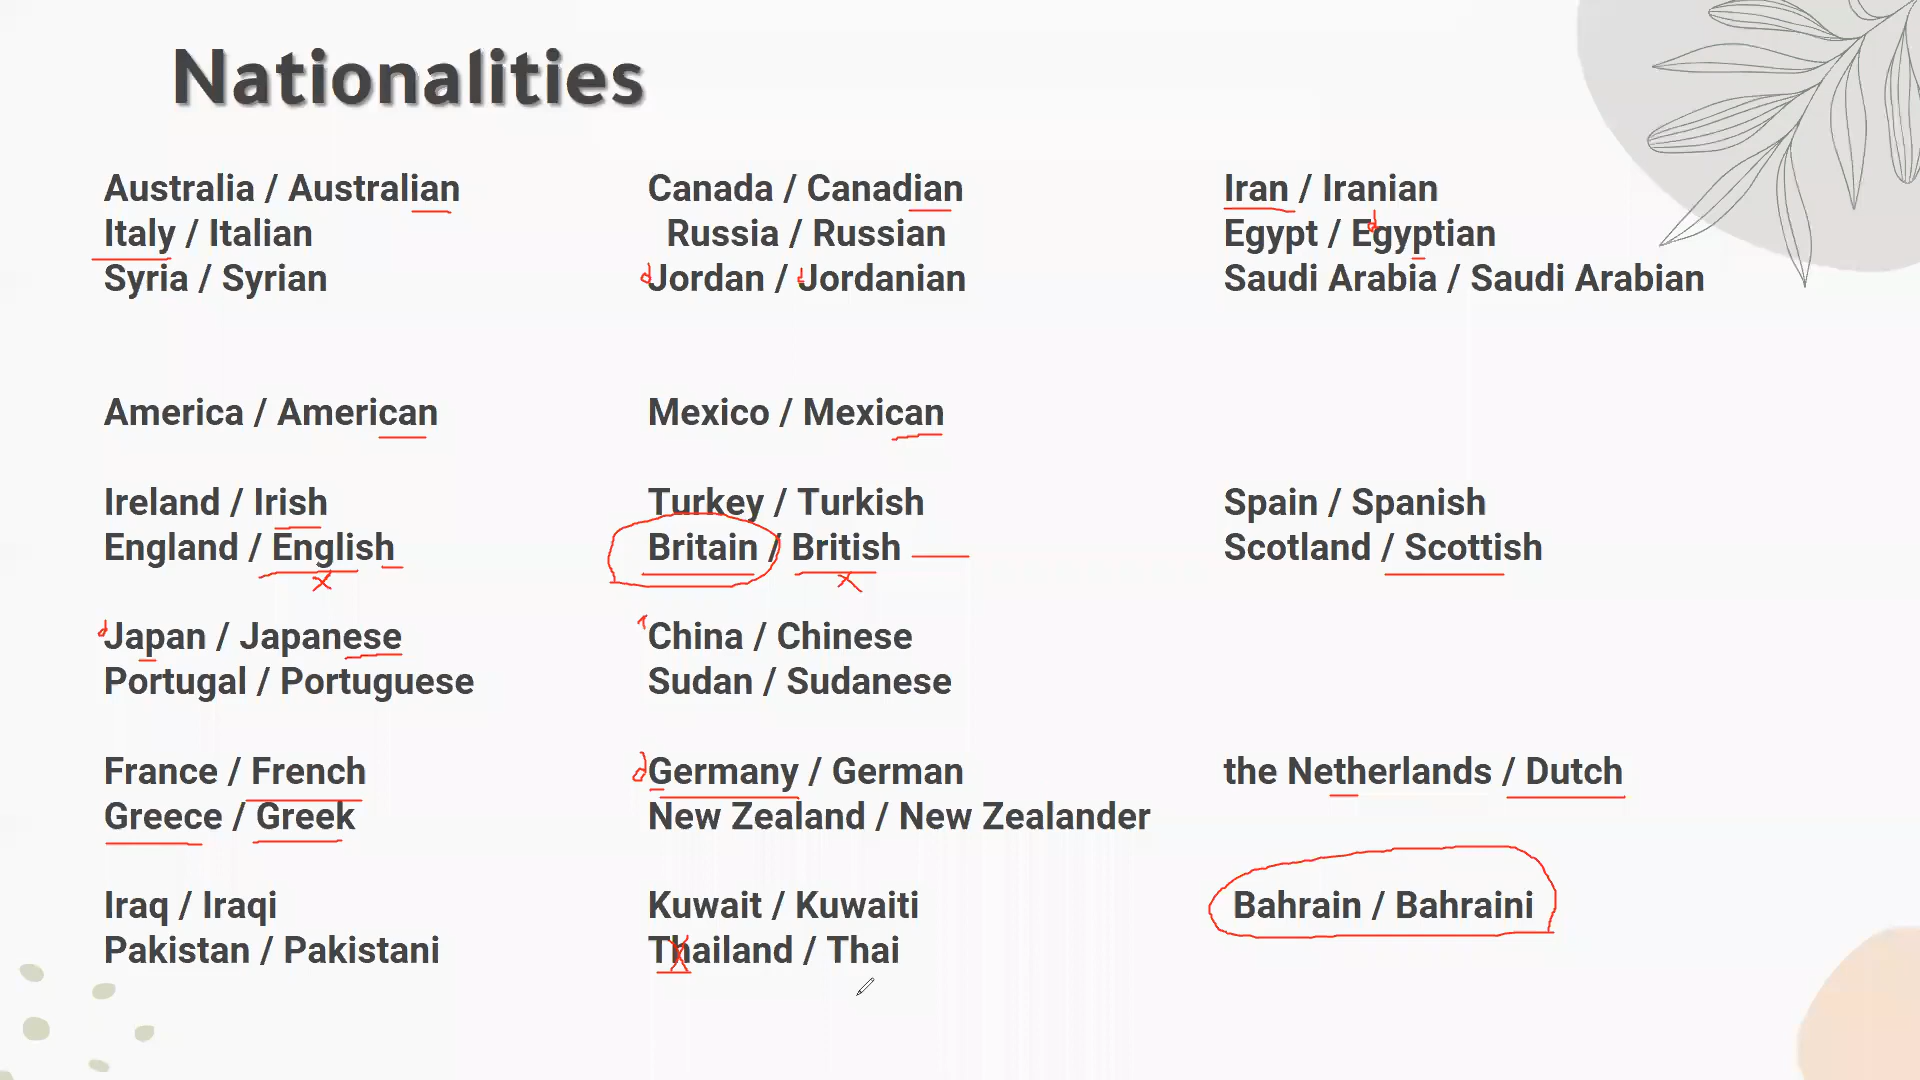 Nationalities
Australia / Australian
Canada / Canadian
Iran / Iranian
Italy / Italian
Russia / Russian
Egypt / Egyptian
Syria / Syrian
Jordan / Jordanian
Saudi Arabia / Saudi Arabian
America / American
Mexico / Mexican
Ireland / Irish
Turkey / Turkish
Spain / Spanish
England / English
Britain / British
Scotland / Scottish
Japan / Japanese
China / Chinese
Portugal / Portuguese
Sudan / Sudanese
France / French
Germany / German
the Netherlands / Dutch
Greece / Greek
New Zealand / New Zealander
Iraq / Iraqi
Kuwait / Kuwaiti
Bahrain / Bahraini
Pakistan / Pakistani
Thailand / Thai